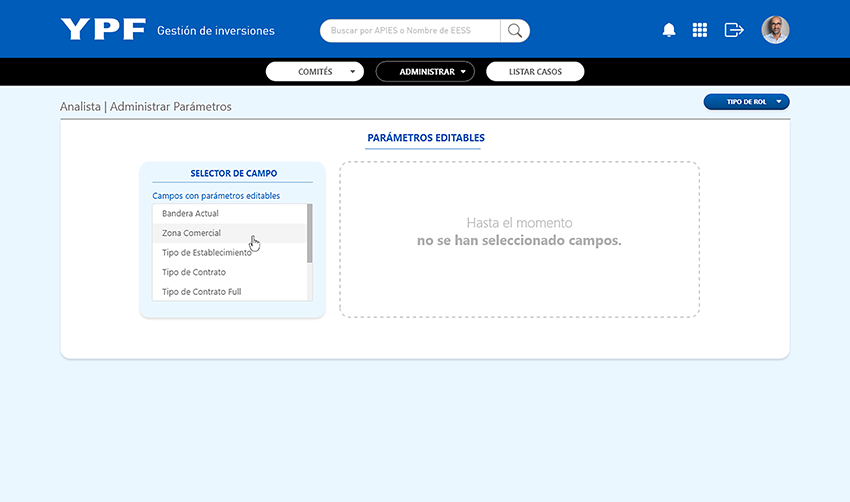 YPF Gestión de inversiones
Buscar por APIES o Nombre de EESS
COMITÉS
ADMINISTRAR
LISTAR CASOS
Analista | Administrar Parámetros
TIPO DE ROL
PARÁMETROS EDITABLES
SELECTOR DE CAMPO
Campos con parámetros editables
Bandera Actual
Zona Comercial
Tipo de Establecimiento
Tipo de Contrato
Tipo de Contrato Full
Hasta el momento
no se han seleccionado campos.